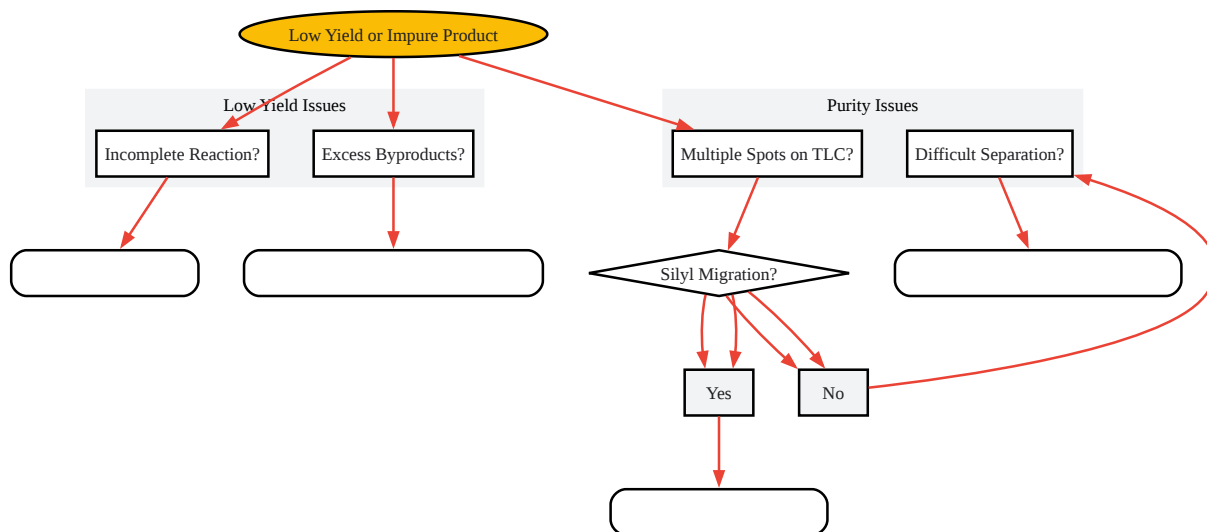 Low Yield or Impure Product
Low Yield Issues
Purity Issues
Incomplete Reaction?
Excess Byproducts?
Multiple Spots on TLC?
Difficult Separation?
Silyl Migration?
Yes
No